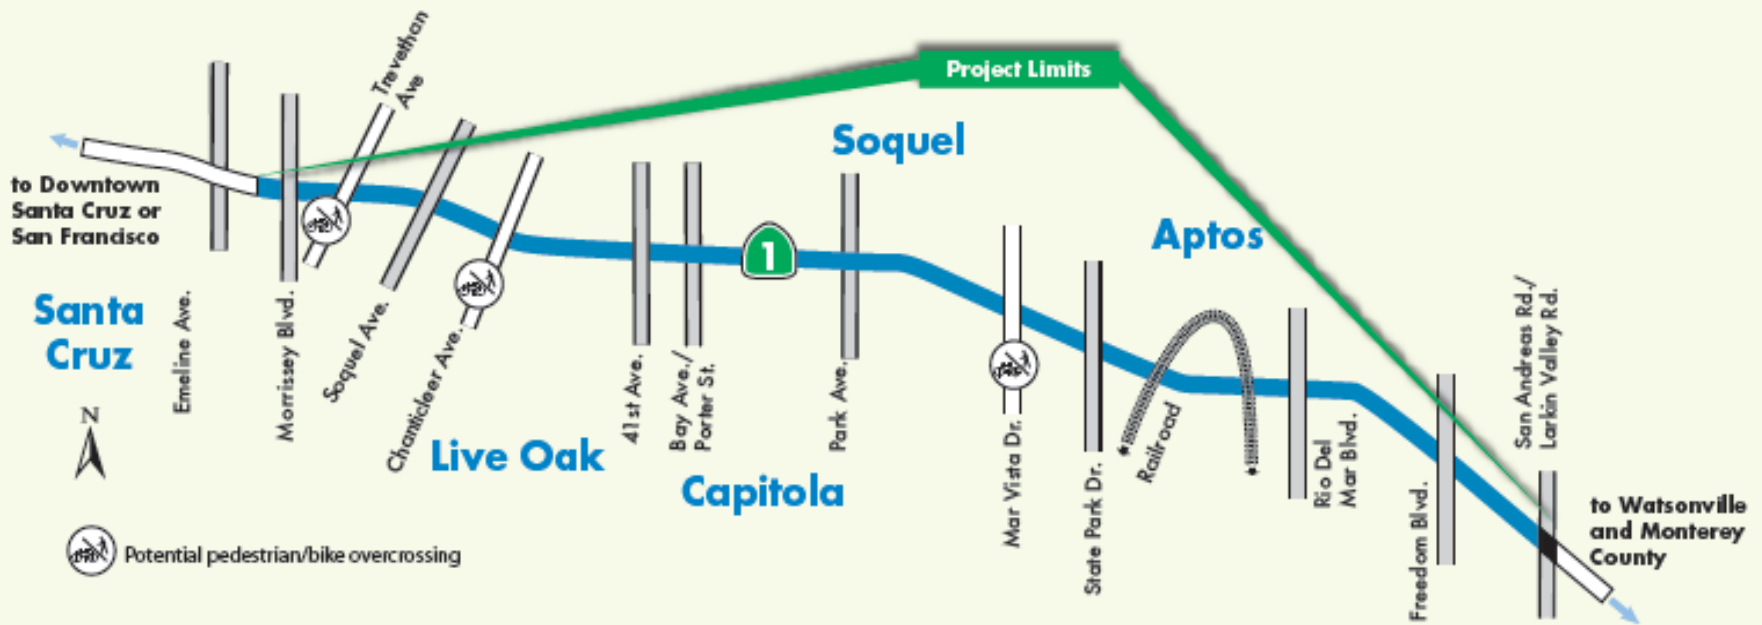 Trevethan
Ave
Project Limits
Soquel
1
Aptos
to Downtown
Santa Cruz or
San Francisco
Santa
Cruz
Emeline Ave.
Morrissey Blvd.
Soquel Ave.
Chanticleer Ave.
Live Oak
41st Ave.
Bay Ave./
Porter St.
Capitola
Park Ave.
Mar Vista Dr.
State Park Dr.
Railroad
Rio Del
Mar Blvd.
Freedom Blvd.
San Andreas Rd./
Larkin Valley Rd.
to Watsonville
and Monterey
County
N
Potential pedestrian/bike overcrossing